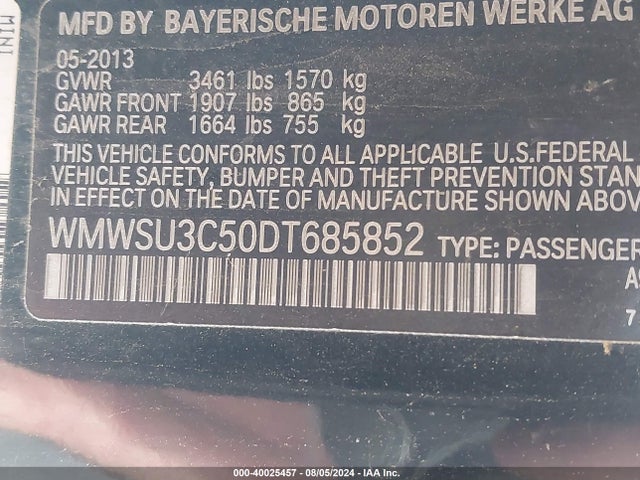 MINI
MFD BY BAYERISCHE MOTOREN WERKE AG
05-2013
GVWR 3461 lbs 1570 kg
GAWR FRONT 1907 lbs 865 kg
GAWR REAR 1664 lbs 755 kg
THIS VEHICLE CONFORMS TO ALL APPLICABLE U.S.FEDERAL
VEHICLE SAFETY, BUMPER AND THEFT PREVENTION STAN
IN EFFECT ON THE DATE OF MANUFACTURE SHOWN ABOV
WMWSU3C50DT685852 TYPE: PASSENGER
A
7
000-40025457 - 08/05/2024 - IAA Inc.